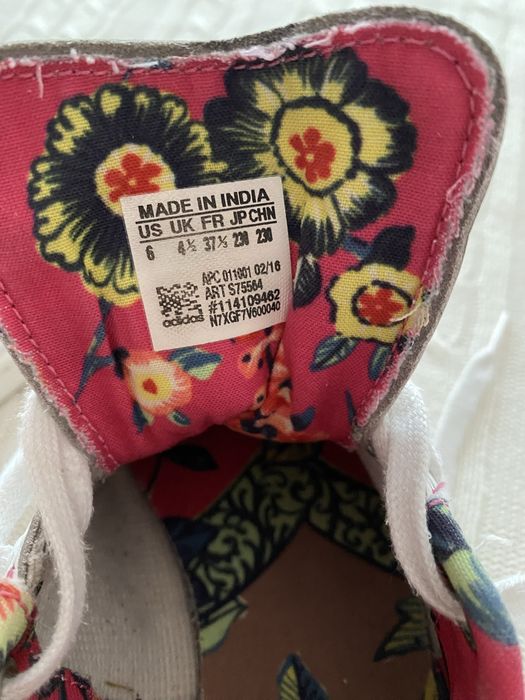 MADE IN INDIA
US UK FR JP CHN
6 4½ 37⅓ 230 230
APC 011001 02/16
ART S75564
#114109462
N7XGF7V600040
adidas